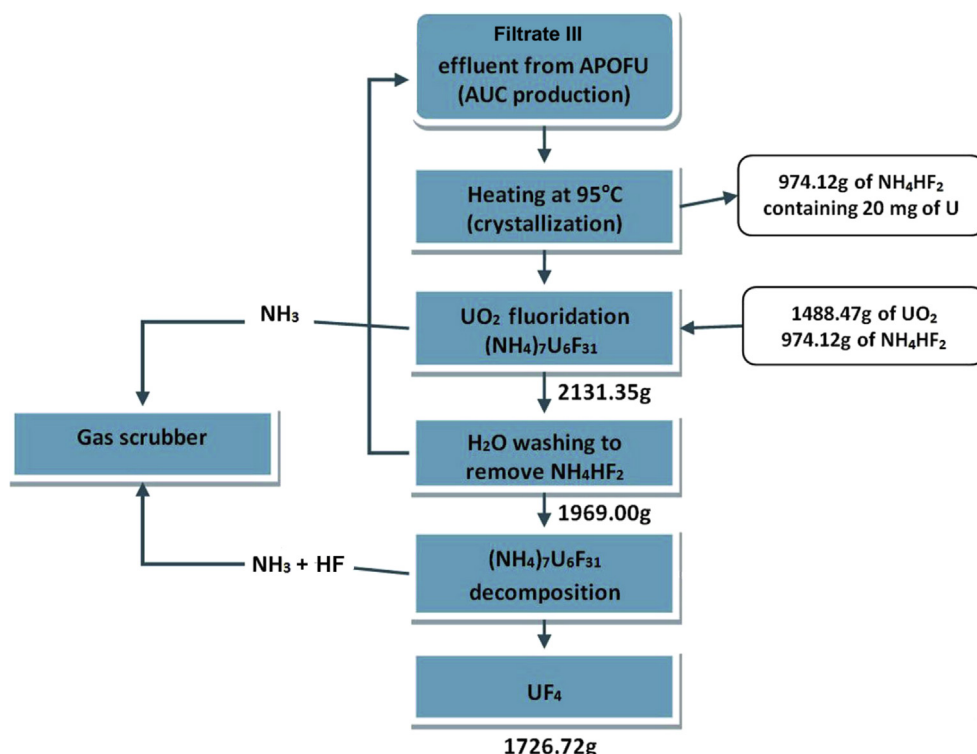 Filtrate III
effluent from APOFU
(AUC production)
Heating at 95°C
(crystallization)
974.12g of NH₄HF₂
containing 20 mg of U
NH₃
UO₂ fluoridation
(NH₄)₇U₆F₃₁
1488.47g of UO₂
974.12g of NH₄HF₂
2131.35g
Gas scrubber
H₂O washing to
remove NH₄HF₂
1969.00g
NH₃ + HF
(NH₄)₇U₆F₃₁
decomposition
UF₄
1726.72g